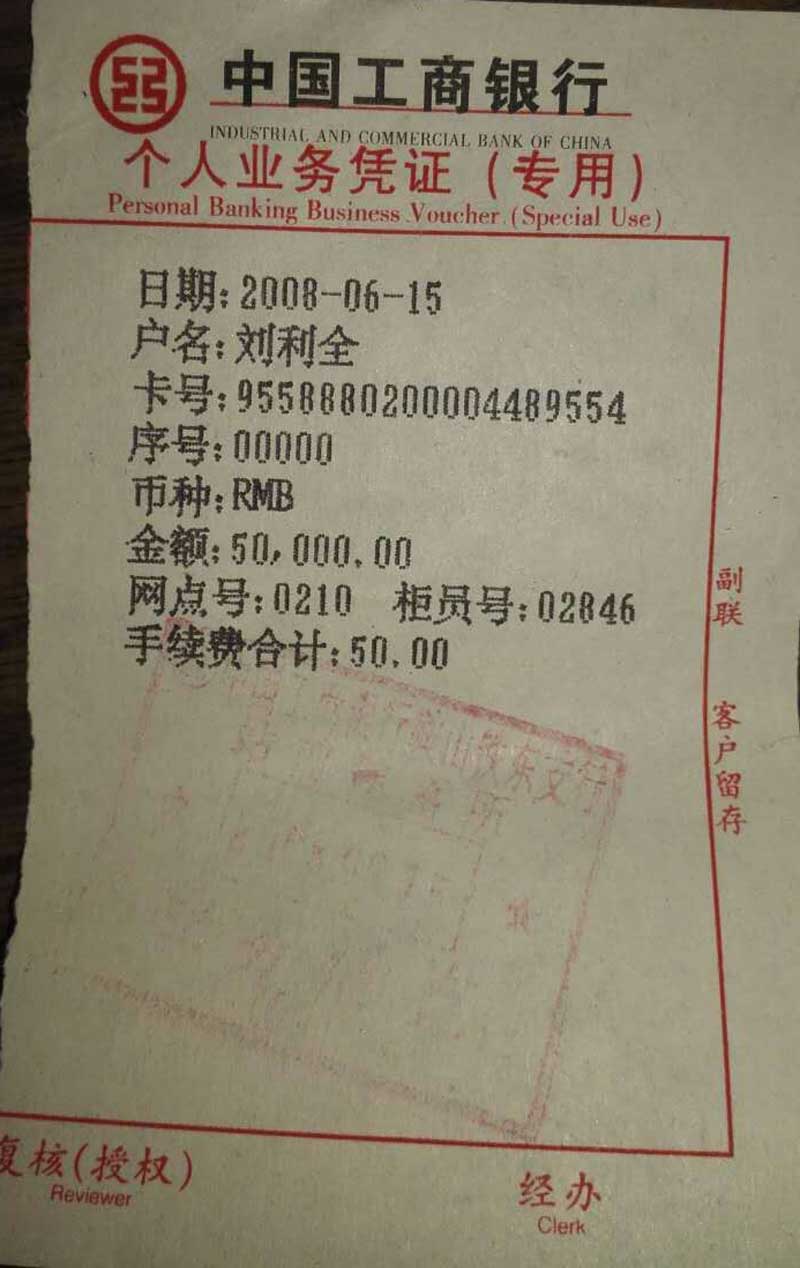 中国工商银行
INDUSTRIAL AND COMMERCIAL BANK OF CHINA
个人业务凭证（专用）
Personal Banking Business Voucher (Special Use)
日期:2008-06-15
户名:刘利全
卡号:9558880200004489554
序号:00000
币种:RMB
金额:50,000.00
网点号:0210 柜员号:02846
手续费合计:50.00
副联 客户留存
复核(授权)
Reviewer
经办
Clerk